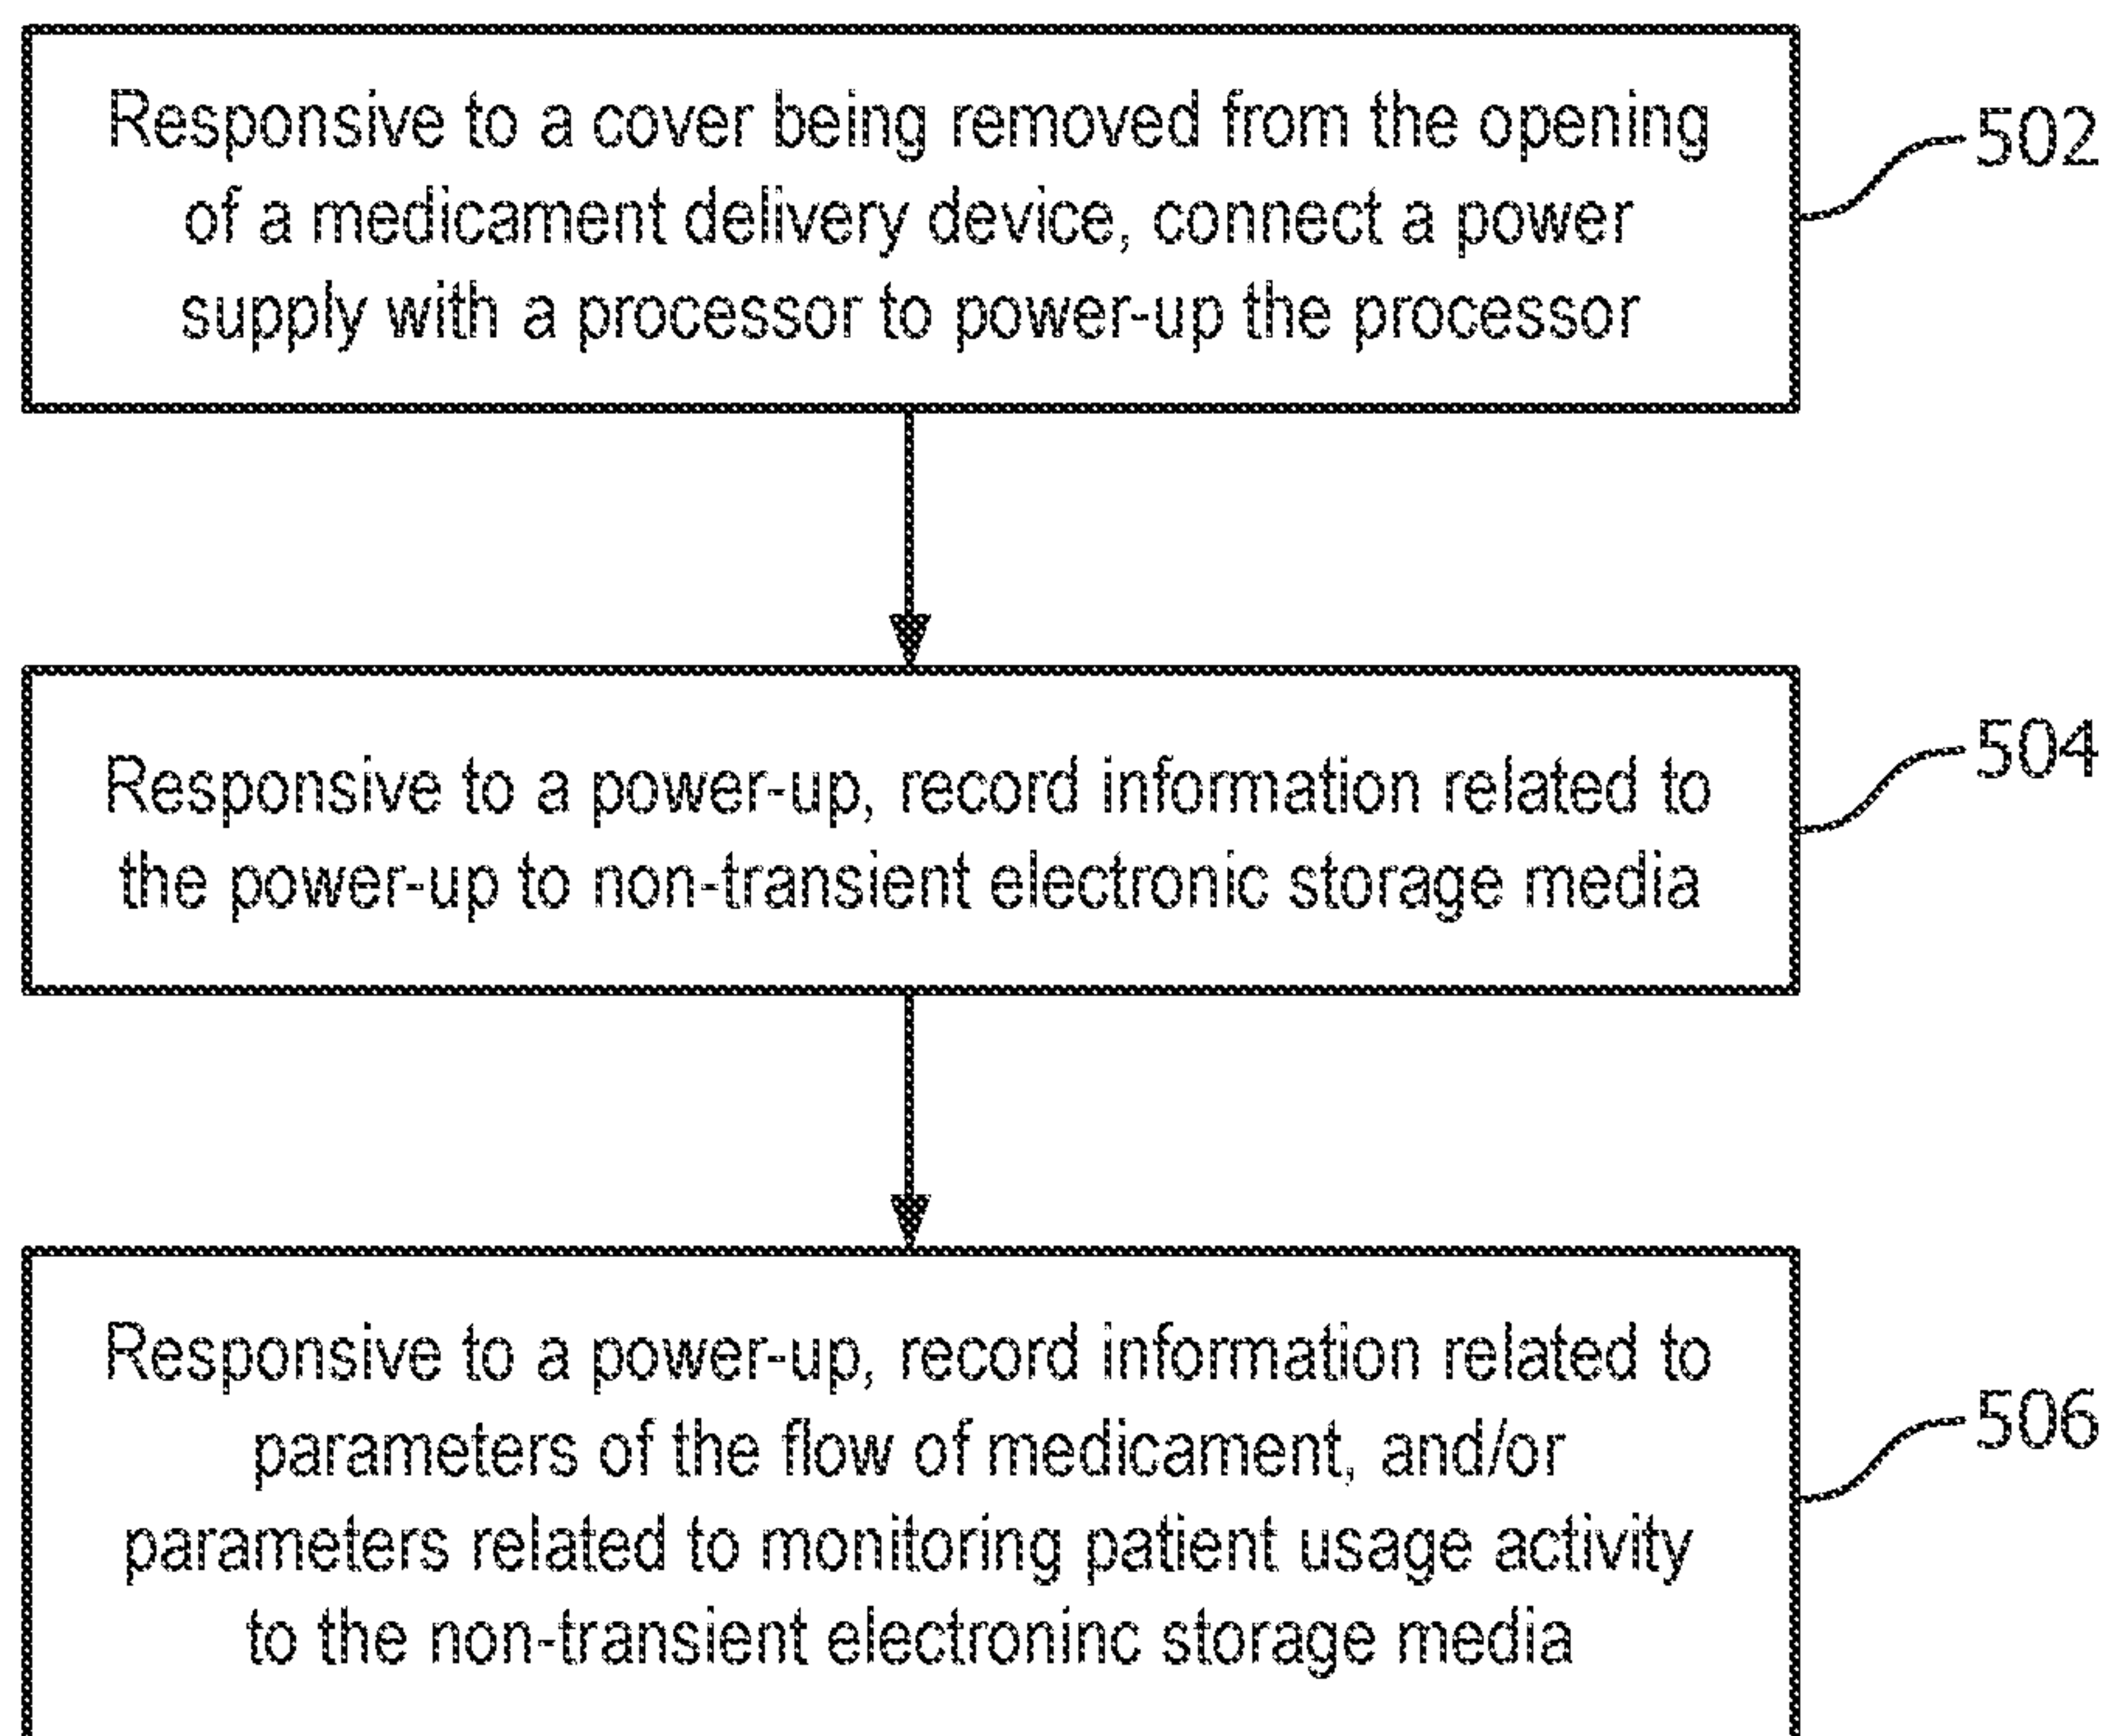 Responsive to a cover being removed from the opening
of a medicament delivery device, connect a power
supply with a processor to power-up the processor
502
Responsive to a power-up, record information related to
the power-up to non-transient electronic storage media
504
Responsive to a power-up, record information related to
parameters of the flow of medicament, and/or
parameters related to monitoring patient usage activity
to the non-transient electroninc storage media
506